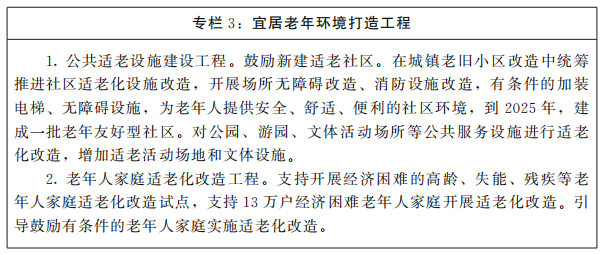 专栏 3：宜居老年环境打造工程
1. 公共适老设施建设工程。鼓励新建适老社区。在城镇老旧小区改造中统筹
推进社区适老化设施改造，开展场所无障碍改造、消防设施改造，有条件的加装
电梯、无障碍设施，为老年人提供安全、舒适、便利的社区环境，到 2025 年，建
成一批老年友好型社区。对公园、游园、文体活动场所等公共服务设施进行适老
化改造，增加适老活动场地和文体设施。
2. 老年人家庭适老化改造工程。支持开展经济困难的高龄、失能、残疾等老
年人家庭适老化改造试点，支持 13 万户经济困难老年人家庭开展适老化改造。引
导鼓励有条件的老年人家庭实施适老化改造。